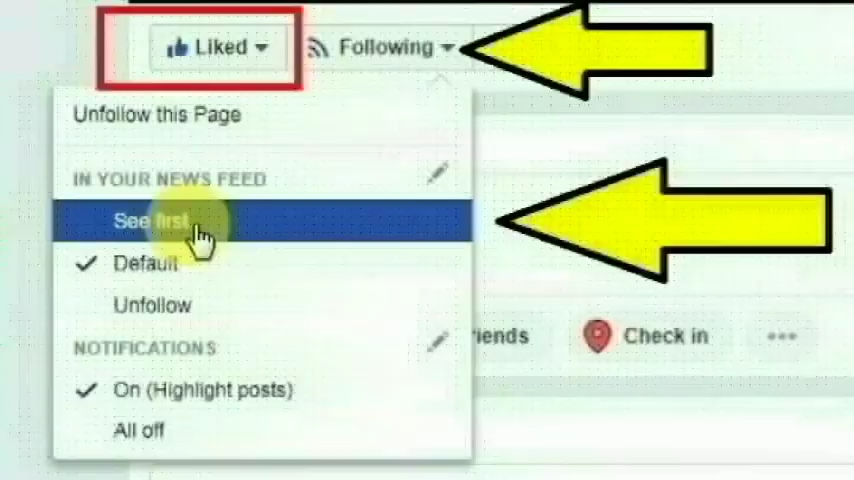 Liked Following
Unfollow this Page
IN YOUR NEWS FEED
See first
Default
Unfollow
riends Check in
NOTIFICATIONS
On (Highlight posts)
All off